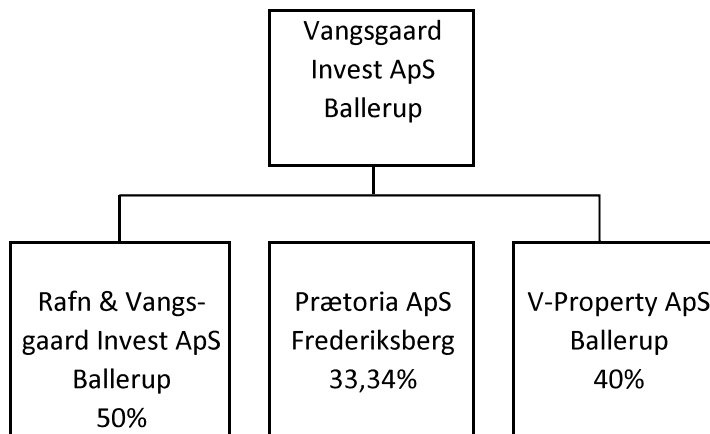 Vangsgaard
Invest ApS
Ballerup
Rafn & Vangs-
gaard Invest ApS
Ballerup
50%
Prætoria ApS
Frederiksberg
33,34%
V-Property ApS
Ballerup
40%